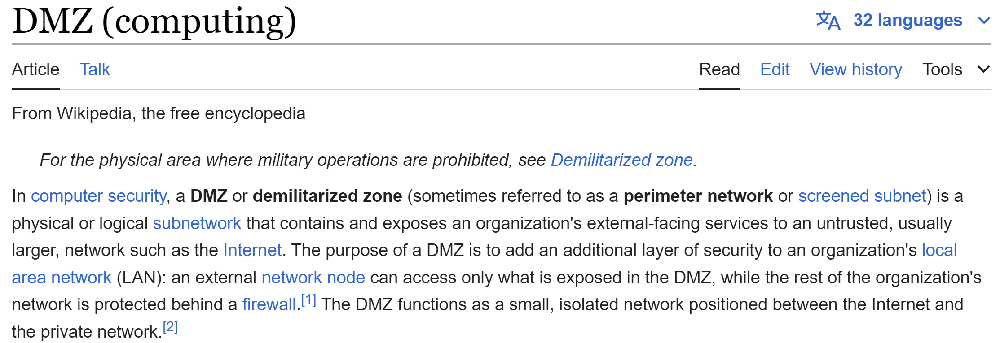 DMZ (computing)
32 languages
Article Talk
Read Edit View history Tools
From Wikipedia, the free encyclopedia
For the physical area where military operations are prohibited, see Demilitarized zone.
In computer security, a DMZ or demilitarized zone (sometimes referred to as a perimeter network or screened subnet) is a
physical or logical subnetwork that contains and exposes an organization's external-facing services to an untrusted, usually
larger, network such as the Internet. The purpose of a DMZ is to add an additional layer of security to an organization's local
area network (LAN): an external network node can access only what is exposed in the DMZ, while the rest of the organization's
network is protected behind a firewall.[1] The DMZ functions as a small, isolated network positioned between the Internet and
the private network.[2]